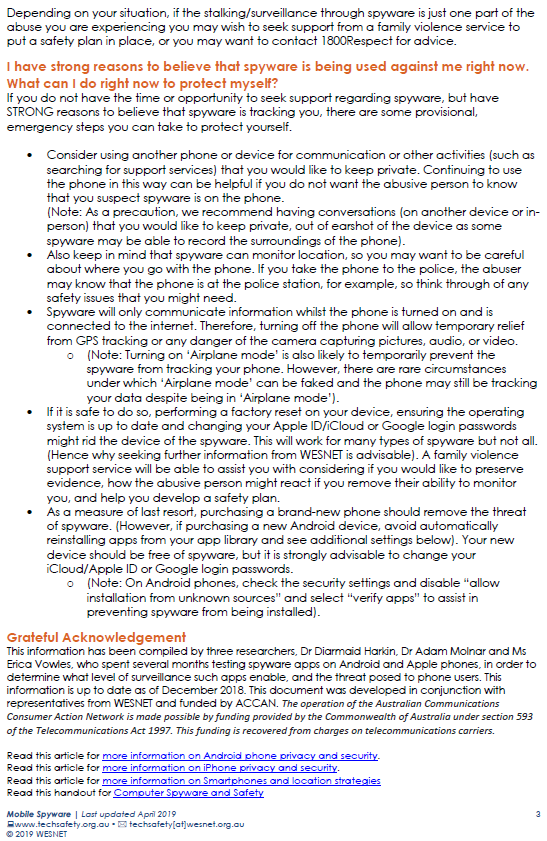 Depending on your situation, if the stalking/surveillance through spyware is just one part of the
abuse you are experiencing you may wish to seek support from a family violence service to
put a safety plan in place, or you may want to contact 1800Respect for advice.
I have strong reasons to believe that spyware is being used against me right now.
What can I do right now to protect myself?
If you do not have the time or opportunity to seek support regarding spyware, but have
STRONG reasons to believe that spyware is tracking you, there are some provisional,
emergency steps you can take to protect yourself.
• Consider using another phone or device for communication or other activities (such as
searching for support services) that you would like to keep private. Continuing to use
the phone in this way can be helpful if you do not want the abusive person to know
that you suspect spyware is on the phone.
(Note: As a precaution, we recommend having conversations (on another device or in-
person) that you would like to keep private, out of earshot of the device as some
spyware may be able to record the surroundings of the phone).
• Also keep in mind that spyware can monitor location, so you may want to be careful
about where you go with the phone. If you take the phone to the police, the abuser
may know that the phone is at the police station, for example, so think through of any
safety issues that you might need.
• Spyware will only communicate information whilst the phone is turned on and is
connected to the internet. Therefore, turning off the phone will allow temporary relief
from GPS tracking or any danger of the camera capturing pictures, audio, or video.
o (Note: Turning on 'Airplane mode' is also likely to temporarily prevent the
spyware from tracking your phone. However, there are rare circumstances
under which 'Airplane mode' can be faked and the phone may still be tracking
your data despite being in 'Airplane mode').
• If it is safe to do so, performing a factory reset on your device, ensuring the operating
system is up to date and changing your Apple ID/iCloud or Google login passwords
might rid the device of the spyware. This will work for many types of spyware but not all.
(Hence why seeking further information from WESNET is advisable). A family violence
support service will be able to assist you with considering if you would like to preserve
evidence, how the abusive person might react if you remove their ability to monitor
you, and help you develop a safety plan.
• As a measure of last resort, purchasing a brand-new phone should remove the threat
of spyware. (However, if purchasing a new Android device, avoid automatically
reinstalling apps from your app library and see additional settings below). Your new
device should be free of spyware, but it is strongly advisable to change your
iCloud/Apple ID or Google login passwords.
o (Note: On Android phones, check the security settings and disable "allow
installation from unknown sources" and select "verify apps" to assist in
preventing spyware from being installed).
Grateful Acknowledgement
This information has been compiled by three researchers, Dr Diarmaid Harkin, Dr Adam Molnar and Ms
Erica Vowles, who spent several months testing spyware apps on Android and Apple phones, in order to
determine what level of surveillance such apps enable, and the threat posed to phone users. This
information is up to date as of December 2018. This document was developed in conjunction with
representatives from WESNET and funded by ACCAN. The operation of the Australian Communications
Consumer Action Network is made possible by funding provided by the Commonwealth of Australia under section 593
of the Telecommunications Act 1997. This funding is recovered from charges on telecommunications carriers.
Read this article for more information on Android phone privacy and security.
Read this article for more information on iPhone privacy and security.
Read this article for more information on Smartphones and location strategies
Read this handout for Computer Spyware and Safety
Mobile Spyware | Last updated April 2019 3
www.techsafety.org.au • techsafety[at]wesnet.org.au
© 2019 WESNET